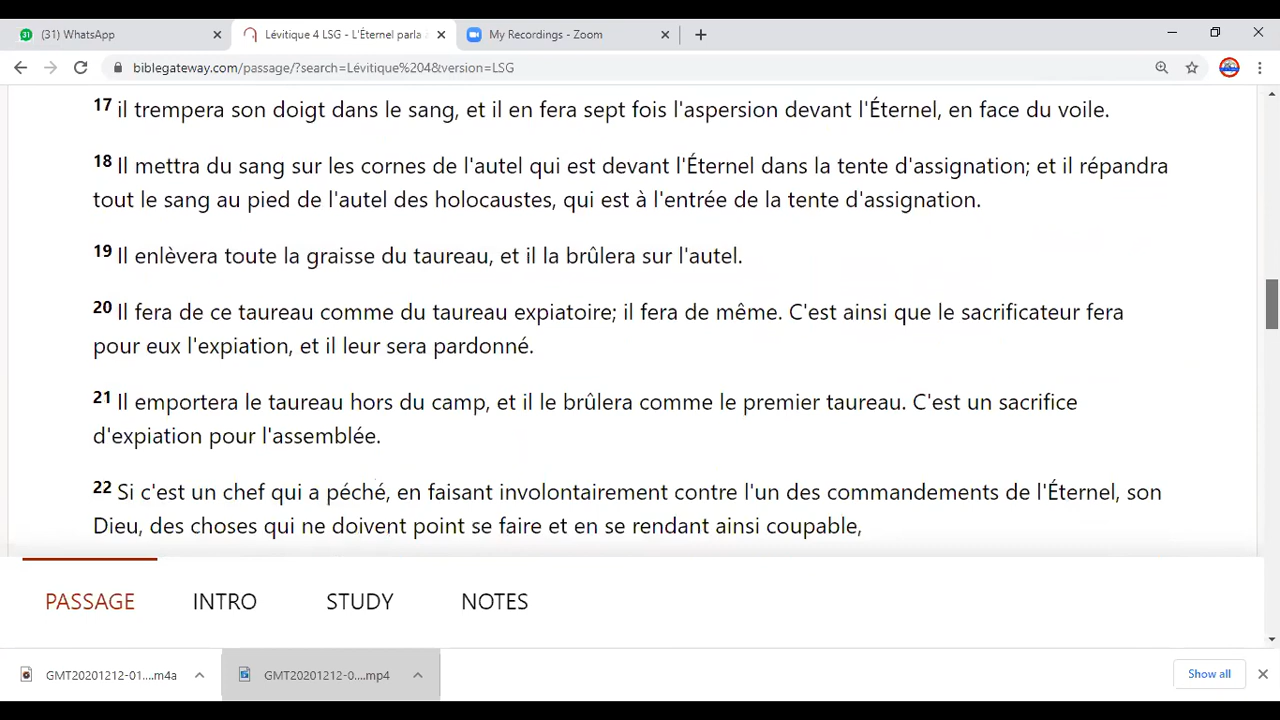 (31) WhatsApp
Lévitique 4 LSG - L'Éternel parla
My Recordings - Zoom
biblegateway.com/passage/?search=Lévitique%204&version=LSG
17 il trempera son doigt dans le sang, et il en fera sept fois l'aspersion devant l'Éternel, en face du voile.
18 Il mettra du sang sur les cornes de l'autel qui est devant l'Éternel dans la tente d'assignation; et il répandra
tout le sang au pied de l'autel des holocaustes, qui est à l'entrée de la tente d'assignation.
19 Il enlèvera toute la graisse du taureau, et il la brûlera sur l'autel.
20 Il fera de ce taureau comme du taureau expiatoire; il fera de même. C'est ainsi que le sacrificateur fera
pour eux l'expiation, et il leur sera pardonné.
21 Il emportera le taureau hors du camp, et il le brûlera comme le premier taureau. C'est un sacrifice
d'expiation pour l'assemblée.
22 Si c'est un chef qui a péché, en faisant involontairement contre l'un des commandements de l'Éternel, son
Dieu, des choses qui ne doivent point se faire et en se rendant ainsi coupable,
PASSAGE INTRO STUDY NOTES
GMT20201212-01....m4a
GMT20201212-0....mp4
Show all